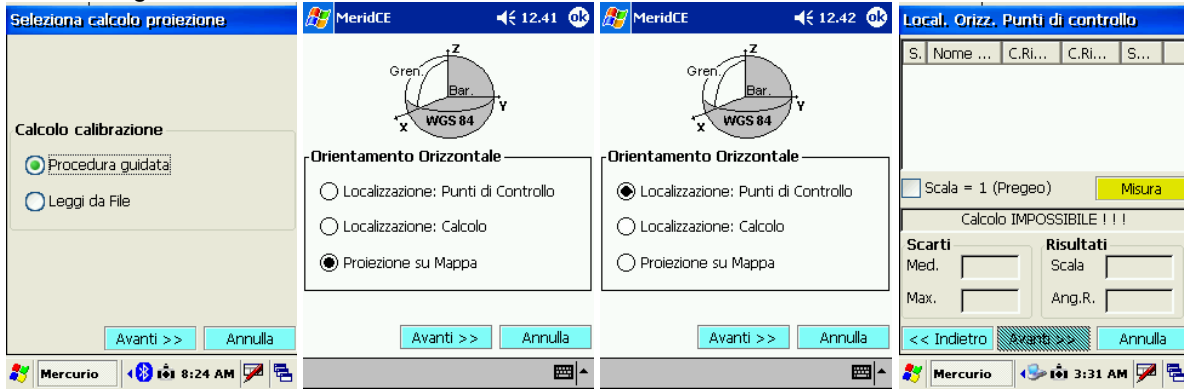 Seleziona calcolo proiezione
Calcolo calibrazione
Procedura guidata
Leggi da File
Avanti >>
Annulla
Mercurio
8:24 AM
MeridCE
12.41
ok
Z
Gren.
Bar.
Y
X
WGS 84
Orientamento Orizzontale
Localizzazione: Punti di Controllo
Localizzazione: Calcolo
Proiezione su Mappa
Avanti >>
Annulla
MeridCE
12.42
ok
Z
Gren.
Bar.
Y
X
WGS 84
Orientamento Orizzontale
Localizzazione: Punti di Controllo
Localizzazione: Calcolo
Proiezione su Mappa
Avanti >>
Annulla
Local. Orizz. Punti di controllo
S. Nome ... C.Ri... C.Ri... S...
Scala = 1 (Pregeo)
Misura
Calcolo IMPOSSIBILE ! ! !
Scarti
Med.
Max.
Risultati
Scala
Ang.R.
<< Indietro
Avanti >>
Annulla
Mercurio
3:31 AM